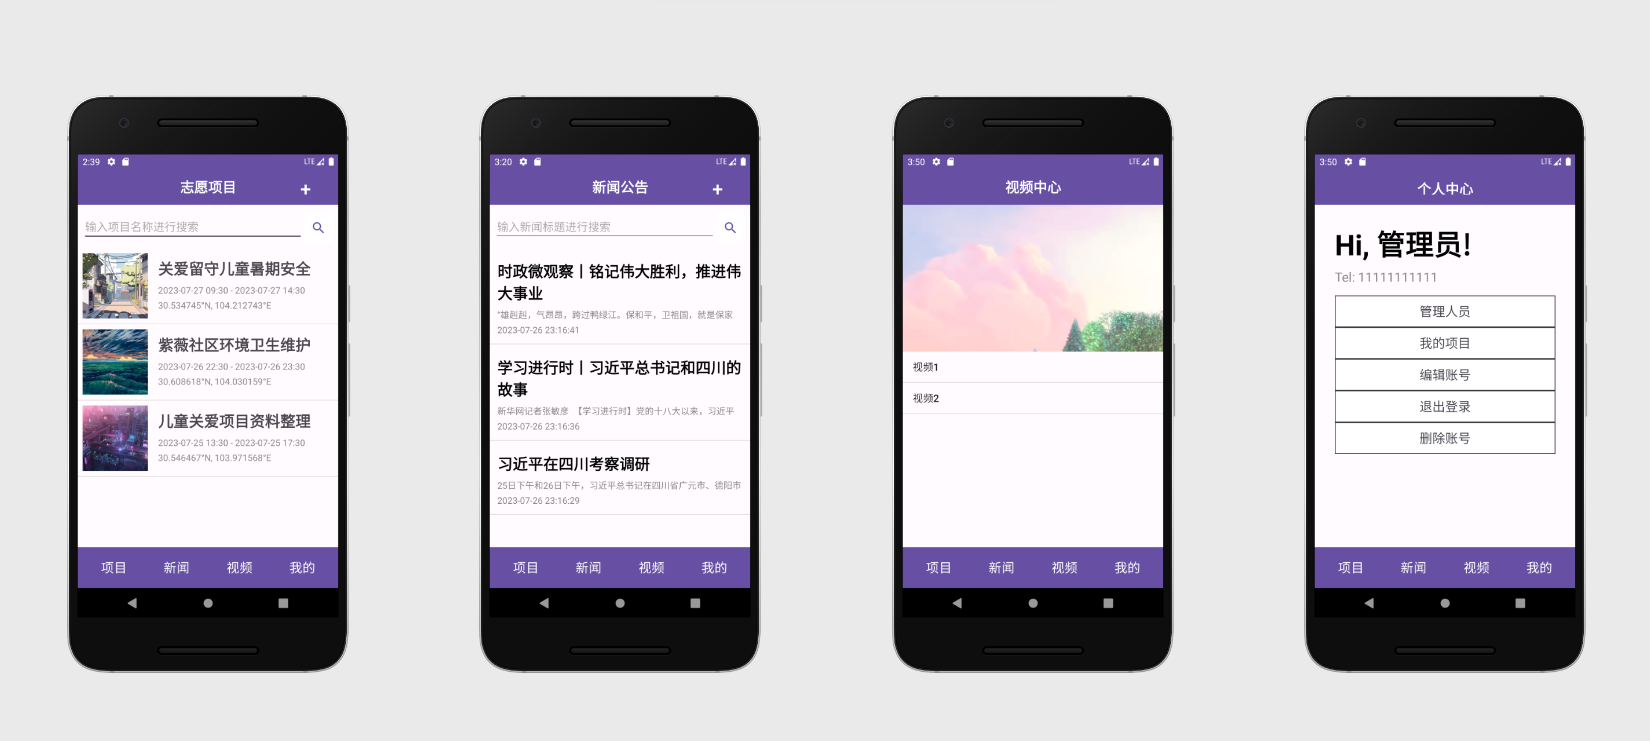 2:39
LTE
志愿项目
+
输入项目名称进行搜索
关爱留守儿童暑期安全
2023-07-27 09:30 - 2023-07-27 14:30
30.534745°N, 104.212743°E
紫薇社区环境卫生维护
2023-07-26 22:30 - 2023-07-26 23:30
30.608618°N, 104.030159°E
儿童关爱项目资料整理
2023-07-25 13:30 - 2023-07-25 17:30
30.546467°N, 103.971568°E
项目 新闻 视频 我的
3:20
LTE
新闻公告
+
输入新闻标题进行搜索
时政微观察丨铭记伟大胜利，推进伟
大事业
“雄赳赳，气昂昂，跨过鸭绿江。保和平，卫祖国，就是保家
2023-07-26 23:16:41
学习进行时丨习近平总书记和四川的
故事
新华网记者张敏彦 【学习进行时】党的十八大以来，习近平
2023-07-26 23:16:36
习近平在四川考察调研
25日下午和26日下午，习近平总书记在四川省广元市、德阳市
2023-07-26 23:16:29
项目 新闻 视频 我的
3:50
LTE
视频中心
视频1
视频2
项目 新闻 视频 我的
3:50
LTE
个人中心
Hi, 管理员!
Tel: 11111111111
管理人员
我的项目
编辑账号
退出登录
删除账号
项目 新闻 视频 我的